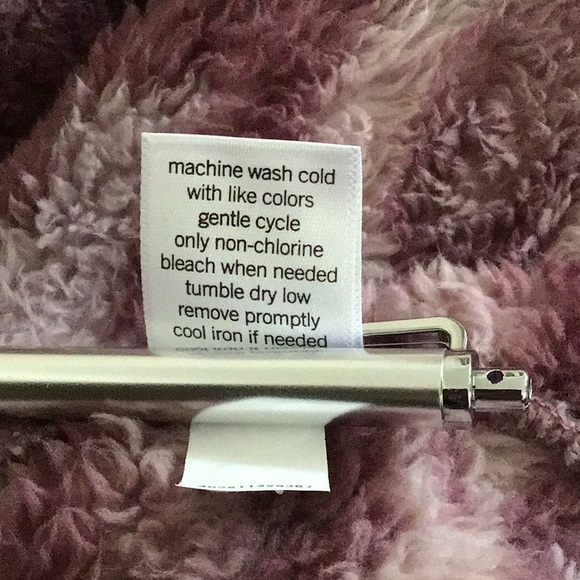 machine wash cold
with like colors
gentle cycle
only non-chlorine
bleach when needed
tumble dry low
remove promptly
cool iron if needed